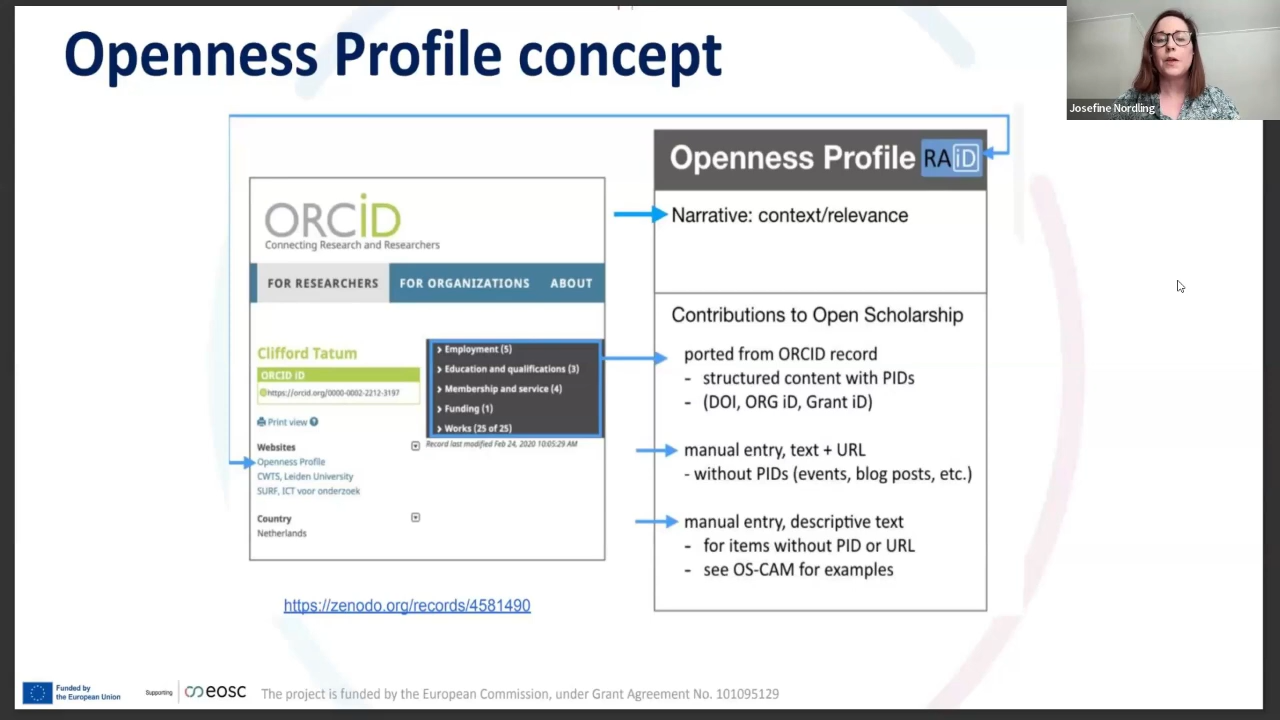 Openness Profile concept
Josefine Nordling
ORCiD
Connecting Research and Researchers
FOR RESEARCHERS
FOR ORGANIZATIONS
ABOUT
Clifford Tatum
ORCID iD
https://orcid.org/0000-0002-2212-3197
Print view
Websites
Openness Profile
CWTS, Leiden University
SURF, ICT voor onderzoek
Country
Netherlands
Employment (5)
Education and qualifications (3)
Membership and service (4)
Funding (1)
Works (25 of 25)
Record last modified Feb 24, 2020 10:05:29 AM
Openness Profile RAiD
Narrative: context/relevance
Contributions to Open Scholarship
ported from ORCID record
- structured content with PIDs
- (DOI, ORG iD, Grant iD)
manual entry, text + URL
- without PIDs (events, blog posts, etc.)
manual entry, descriptive text
- for items without PID or URL
- see OS-CAM for examples
https://zenodo.org/records/4581490
Funded by
the European Union
Supporting
eosc
The project is funded by the European Commission, under Grant Agreement No. 101095129